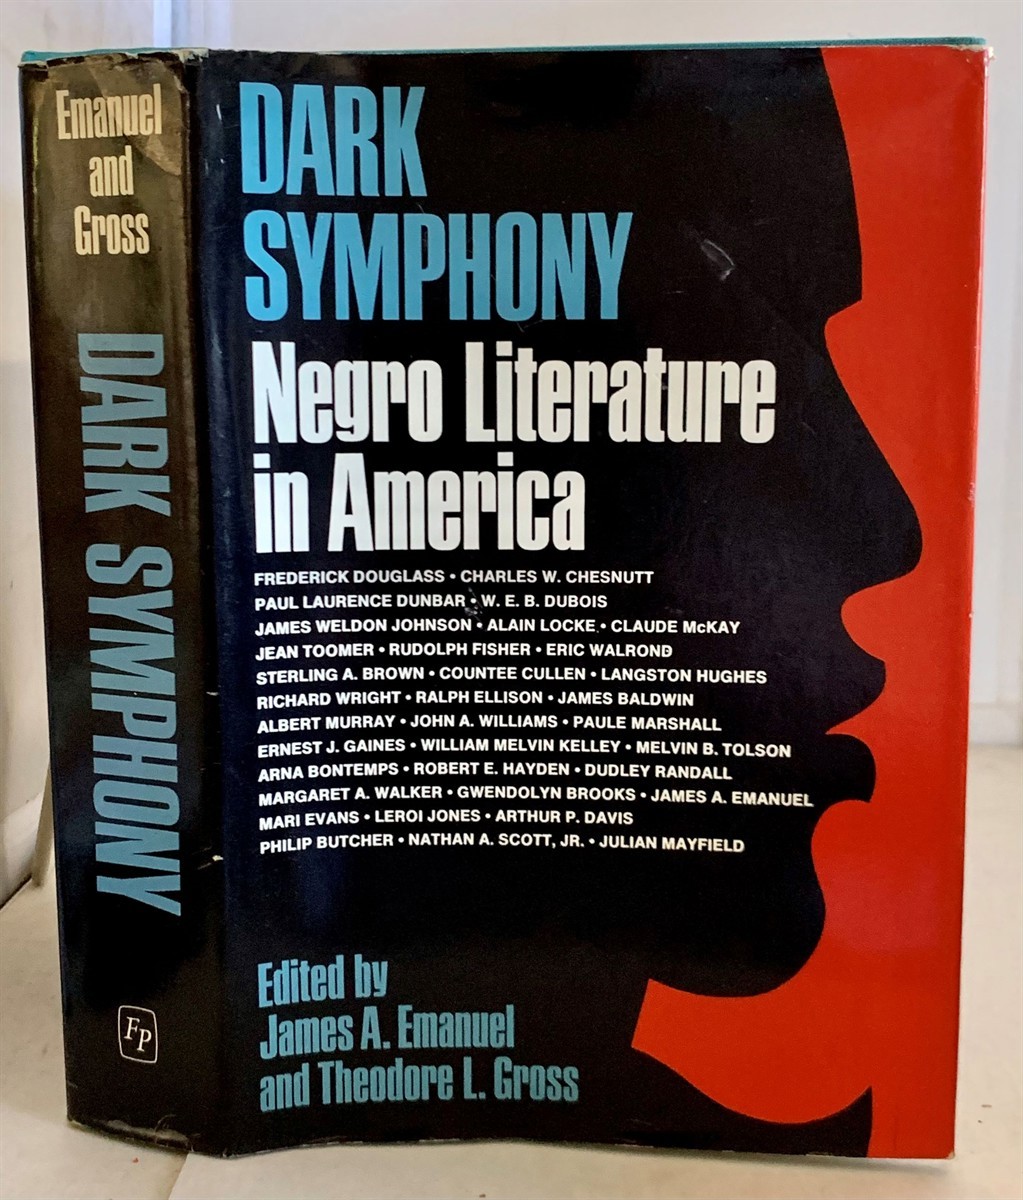 Emanuel
and
Gross
DARK SYMPHONY
FP
DARK
SYMPHONY
Negro Literature
in America
FREDERICK DOUGLASS • CHARLES W. CHESNUTT
PAUL LAURENCE DUNBAR • W. E. B. DUBOIS
JAMES WELDON JOHNSON • ALAIN LOCKE • CLAUDE McKAY
JEAN TOOMER • RUDOLPH FISHER • ERIC WALROND
STERLING A. BROWN • COUNTEE CULLEN • LANGSTON HUGHES
RICHARD WRIGHT • RALPH ELLISON • JAMES BALDWIN
ALBERT MURRAY • JOHN A. WILLIAMS • PAULE MARSHALL
ERNEST J. GAINES • WILLIAM MELVIN KELLEY • MELVIN B. TOLSON
ARNA BONTEMPS • ROBERT E. HAYDEN • DUDLEY RANDALL
MARGARET A. WALKER • GWENDOLYN BROOKS • JAMES A. EMANUEL
MARI EVANS • LEROI JONES • ARTHUR P. DAVIS
PHILIP BUTCHER • NATHAN A. SCOTT, JR. • JULIAN MAYFIELD
Edited by
James A. Emanuel
and Theodore L. Gross